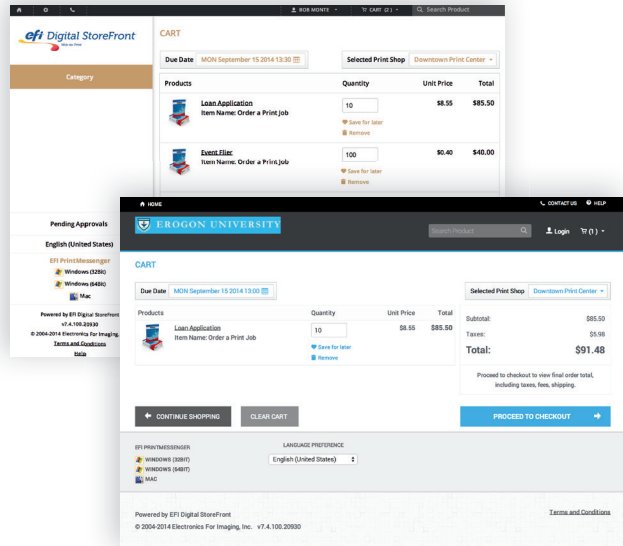 BOB MONTE
CART (2)
Search Product
efi Digital StoreFront
Web-to-Print
CART
Due Date MON September 15 2014 13:30
Selected Print Shop Downtown Print Center
Category
Products Quantity Unit Price Total
Loan Application 10 $8.55 $85.50
Item Name: Order a Print Job
Save for later
Remove
Event Flier 100 $0.40 $40.00
Item Name: Order a Print Job
Save for later
Remove
Pending Approvals
English (United States)
EFI PrintMessenger
Windows (32Bit)
Windows (64Bit)
Mac
Powered by EFI Digital StoreFront
v7.4.100.20930
© 2004-2014 Electronics For Imaging,
Terms and Conditions
Help
HOME CONTACT US HELP
EROGON UNIVERSITY
Search Product Login (1)
CART
Due Date MON September 15 2014 13:00
Selected Print Shop Downtown Print Center
Products Quantity Unit Price Total
Loan Application 10 $8.55 $85.50
Item Name: Order a Print Job
Save for later
Remove
Subtotal: $85.50
Taxes: $5.98
Total: $91.48
Proceed to checkout to view final order total,
including taxes, fees, shipping.
CONTINUE SHOPPING CLEAR CART PROCEED TO CHECKOUT
EFI PRINTMESSENGER
WINDOWS (32BIT)
WINDOWS (64BIT)
MAC
LANGUAGE PREFERENCE
English (United States)
Powered by EFI Digital StoreFront
Terms and Conditions
© 2004-2014 Electronics For Imaging, Inc. v7.4.100.20930